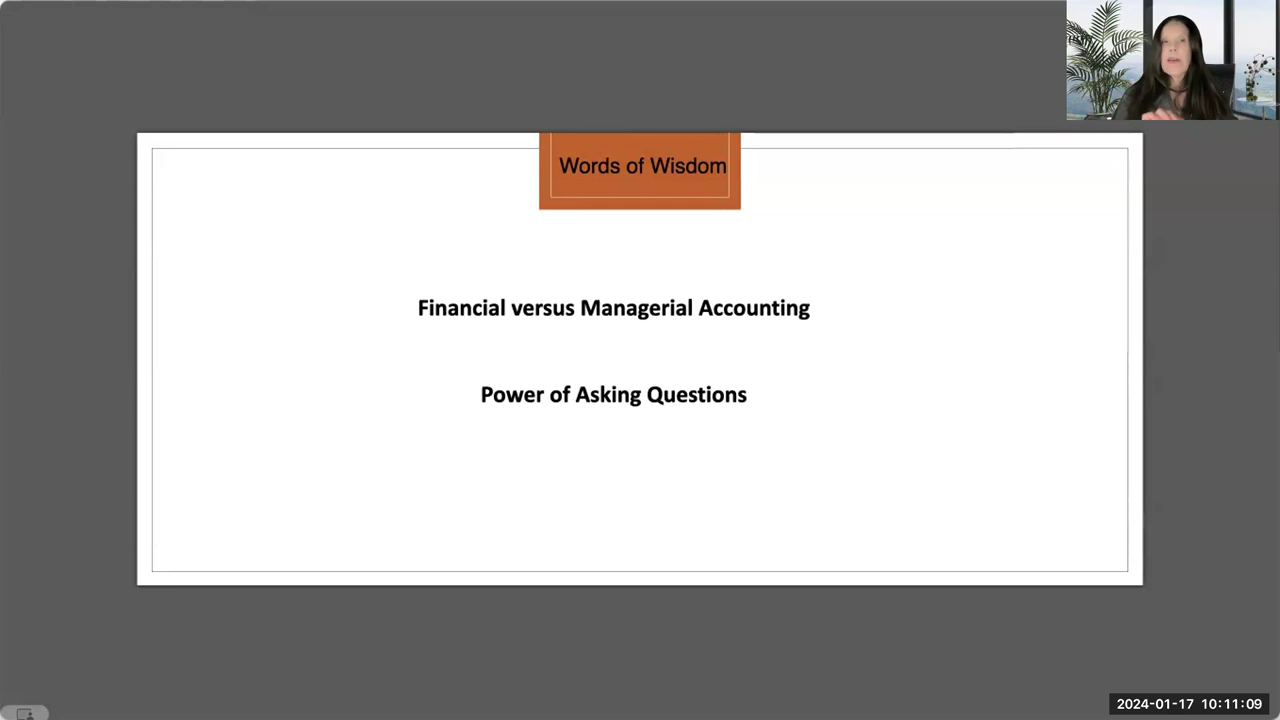 Words of Wisdom
Financial versus Managerial Accounting
Power of Asking Questions
2024-01-17 10:11:09